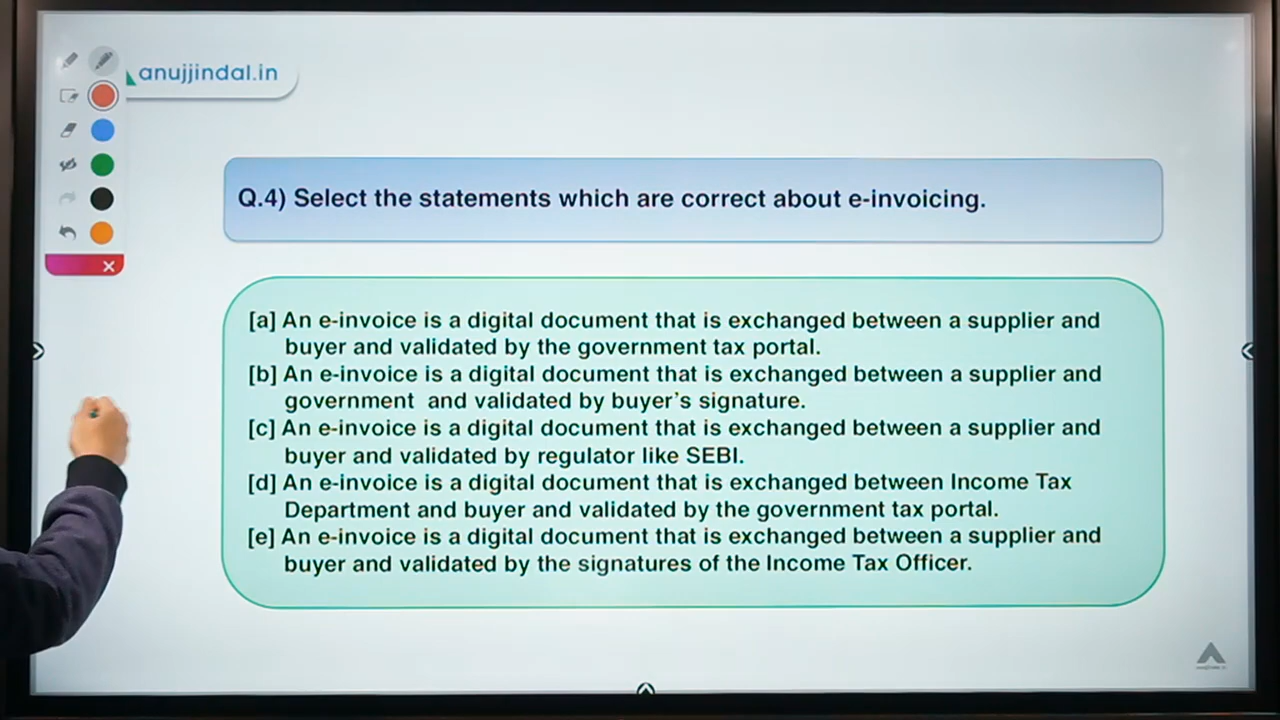 anujjindal.in
Q.4) Select the statements which are correct about e-invoicing.
[a] An e-invoice is a digital document that is exchanged between a supplier and
buyer and validated by the government tax portal.
[b] An e-invoice is a digital document that is exchanged between a supplier and
government and validated by buyer’s signature.
[c] An e-invoice is a digital document that is exchanged between a supplier and
buyer and validated by regulator like SEBI.
[d] An e-invoice is a digital document that is exchanged between Income Tax
Department and buyer and validated by the government tax portal.
[e] An e-invoice is a digital document that is exchanged between a supplier and
buyer and validated by the signatures of the Income Tax Officer.